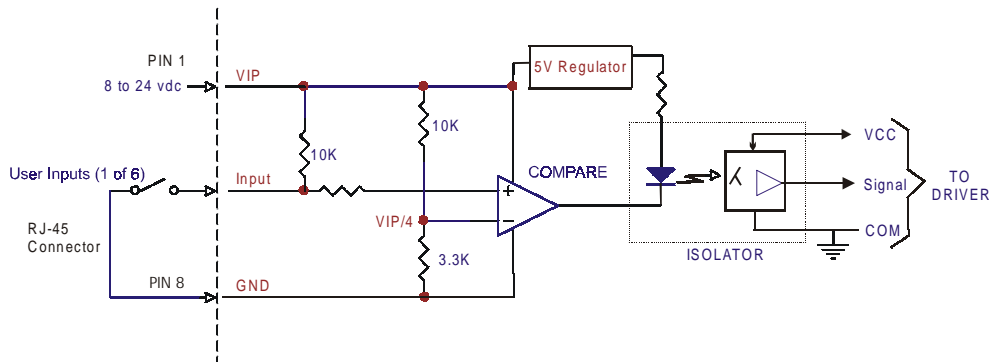 PIN 1
8 to 24 vdc
VIP
5V Regulator
10K
10K
User Inputs (1 of 6)
Input
COMPARE
+
VCC
Signal
TO
DRIVER
VIP/4
−
COM
RJ-45
Connector
3.3K
ISOLATOR
PIN 8
GND